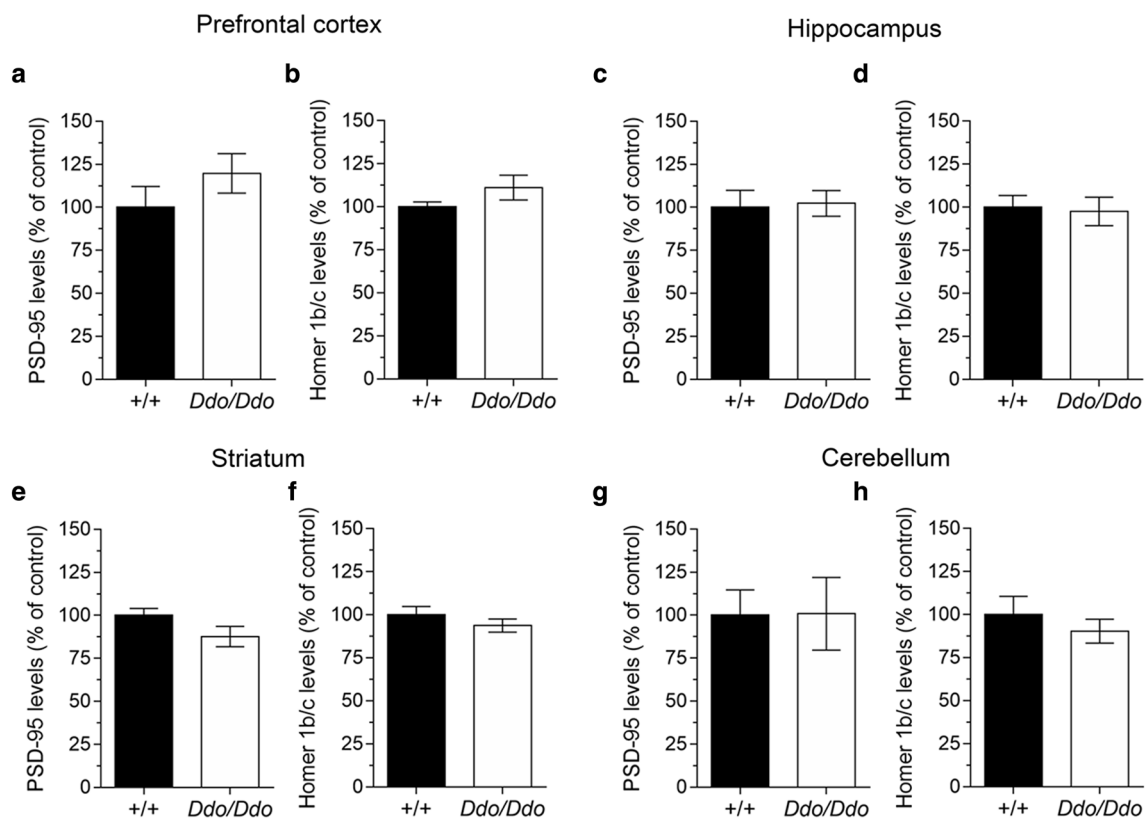 Prefrontal cortex
Hippocampus
a
b
c
d
PSD-95 levels (% of control)
150
125
100
75
50
25
0
+/+
Ddo/Ddo
Homer 1b/c levels (% of control)
150
125
100
75
50
25
0
+/+
Ddo/Ddo
PSD-95 levels (% of control)
150
125
100
75
50
25
0
+/+
Ddo/Ddo
Homer 1b/c levels (% of control)
150
125
100
75
50
25
0
+/+
Ddo/Ddo
Striatum
Cerebellum
e
f
g
h
PSD-95 levels (% of control)
150
125
100
75
50
25
0
+/+
Ddo/Ddo
Homer 1b/c levels (% of control)
150
125
100
75
50
25
0
+/+
Ddo/Ddo
PSD-95 levels (% of control)
150
125
100
75
50
25
0
+/+
Ddo/Ddo
Homer 1b/c levels (% of control)
150
125
100
75
50
25
0
+/+
Ddo/Ddo